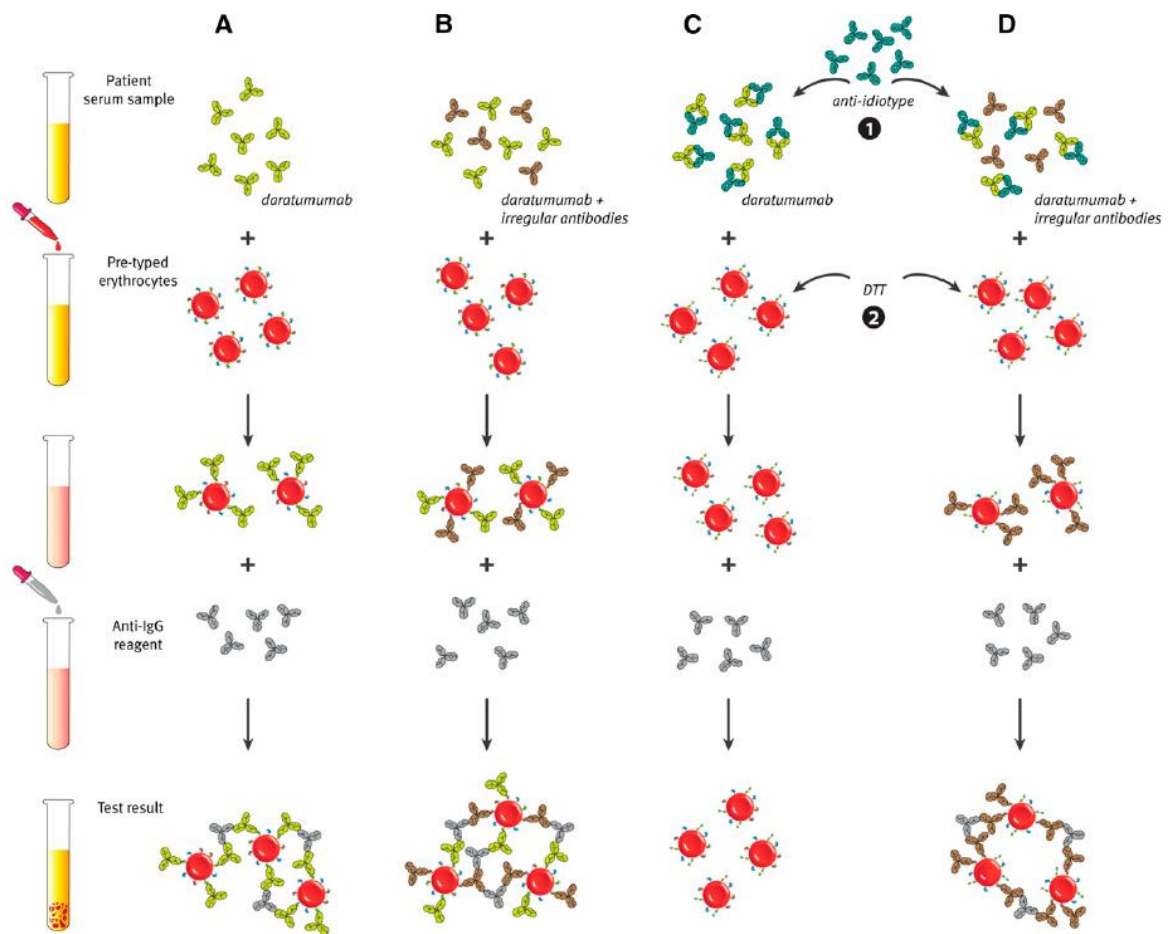 A
B
C
D
Patient
serum sample
anti-idiotype
1
daratumumab
daratumumab +
irregular antibodies
daratumumab
daratumumab +
irregular antibodies
+
+
+
+
Pre-typed
erythrocytes
DTT
2
+
+
+
+
Anti-IgG
reagent
Test result